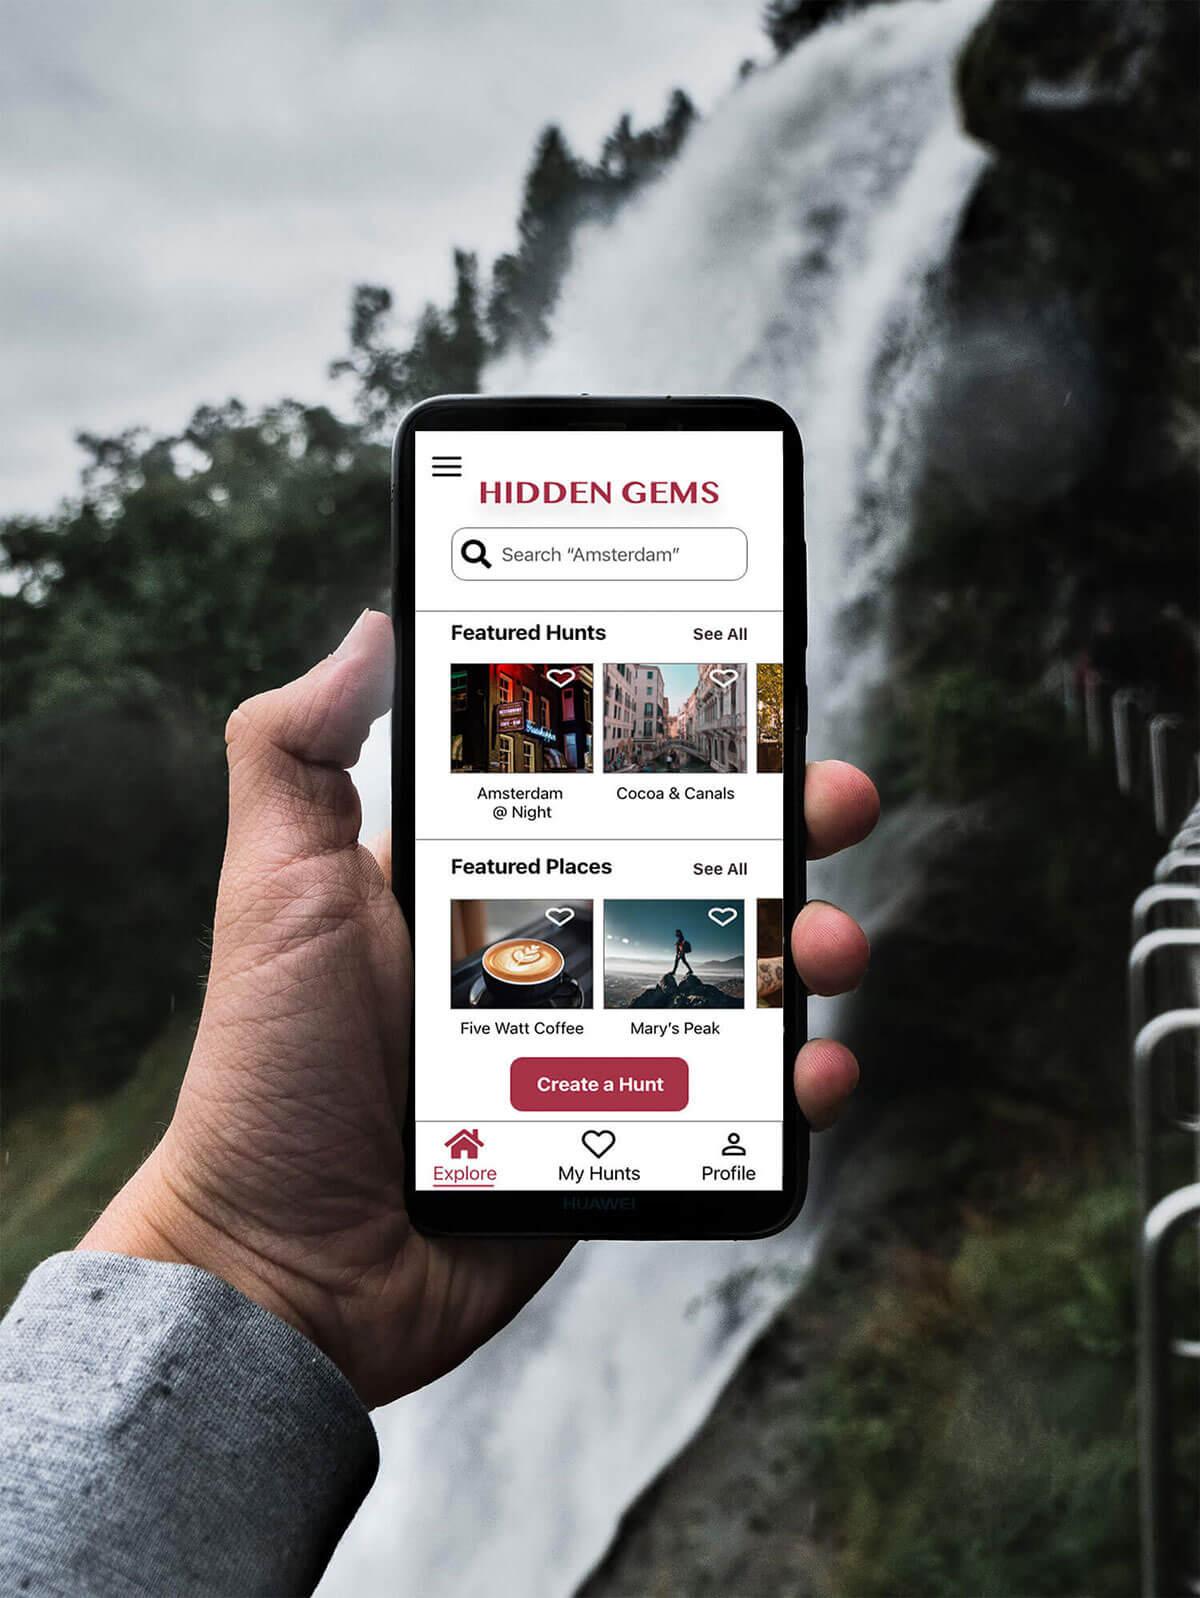 HIDDEN GEMS
Search “Amsterdam”
Featured Hunts
See All
Amsterdam
@ Night
Cocoa & Canals
Featured Places
See All
Five Watt Coffee
Mary’s Peak
Create a Hunt
Explore
My Hunts
Profile
HUAWEI